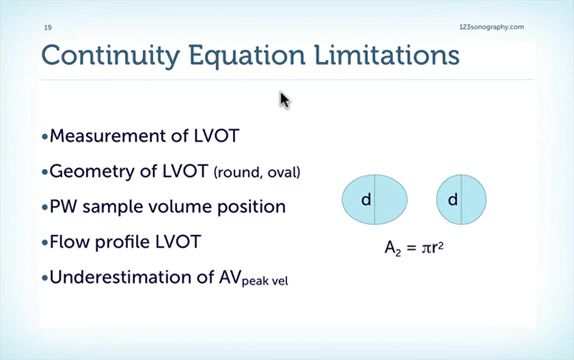 19
123sonography.com
Continuity Equation Limitations
•Measurement of LVOT
•Geometry of LVOT (round, oval)
•PW sample volume position
•Flow profile LVOT
•Underestimation of AVpeak vel
d d
A₂ = πr²